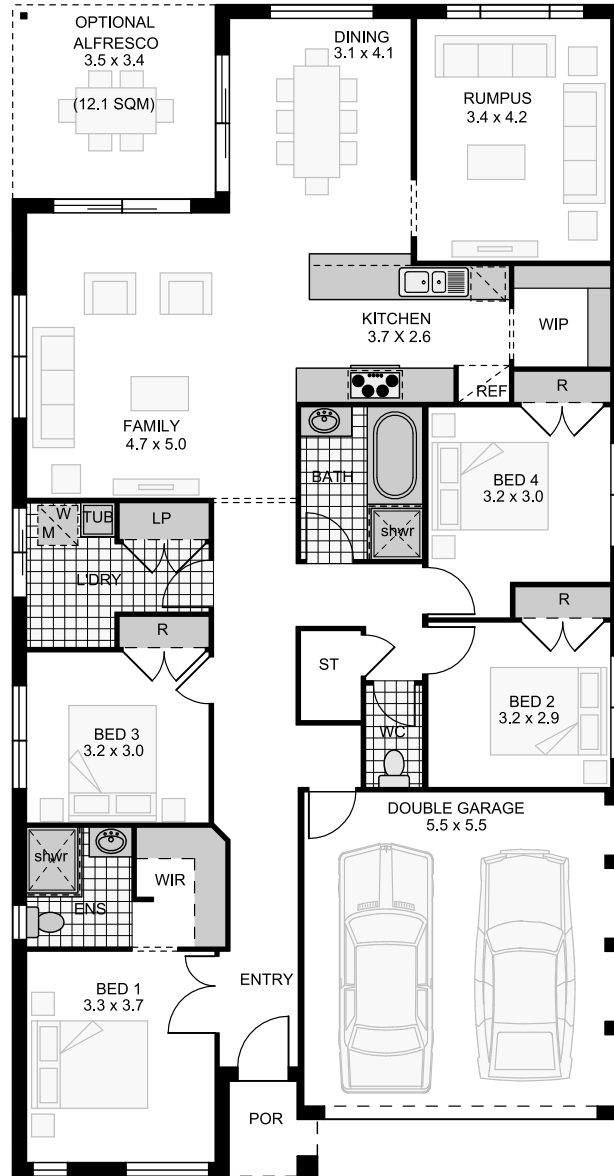 OPTIONAL
ALFRESCO
3.5 x 3.4
(12.1 SQM)
DINING
3.1 x 4.1
RUMPUS
3.4 x 4.2
KITCHEN
3.7 X 2.6
WIP
REF
R
FAMILY
4.7 x 5.0
BATH
shwr
BED 4
3.2 x 3.0
W
M
TUB
LP
L'DRY
R
R
ST
BED 3
3.2 x 3.0
WC
BED 2
3.2 x 2.9
DOUBLE GARAGE
5.5 x 5.5
shwr
WIR
ENS
BED 1
3.3 x 3.7
ENTRY
POR